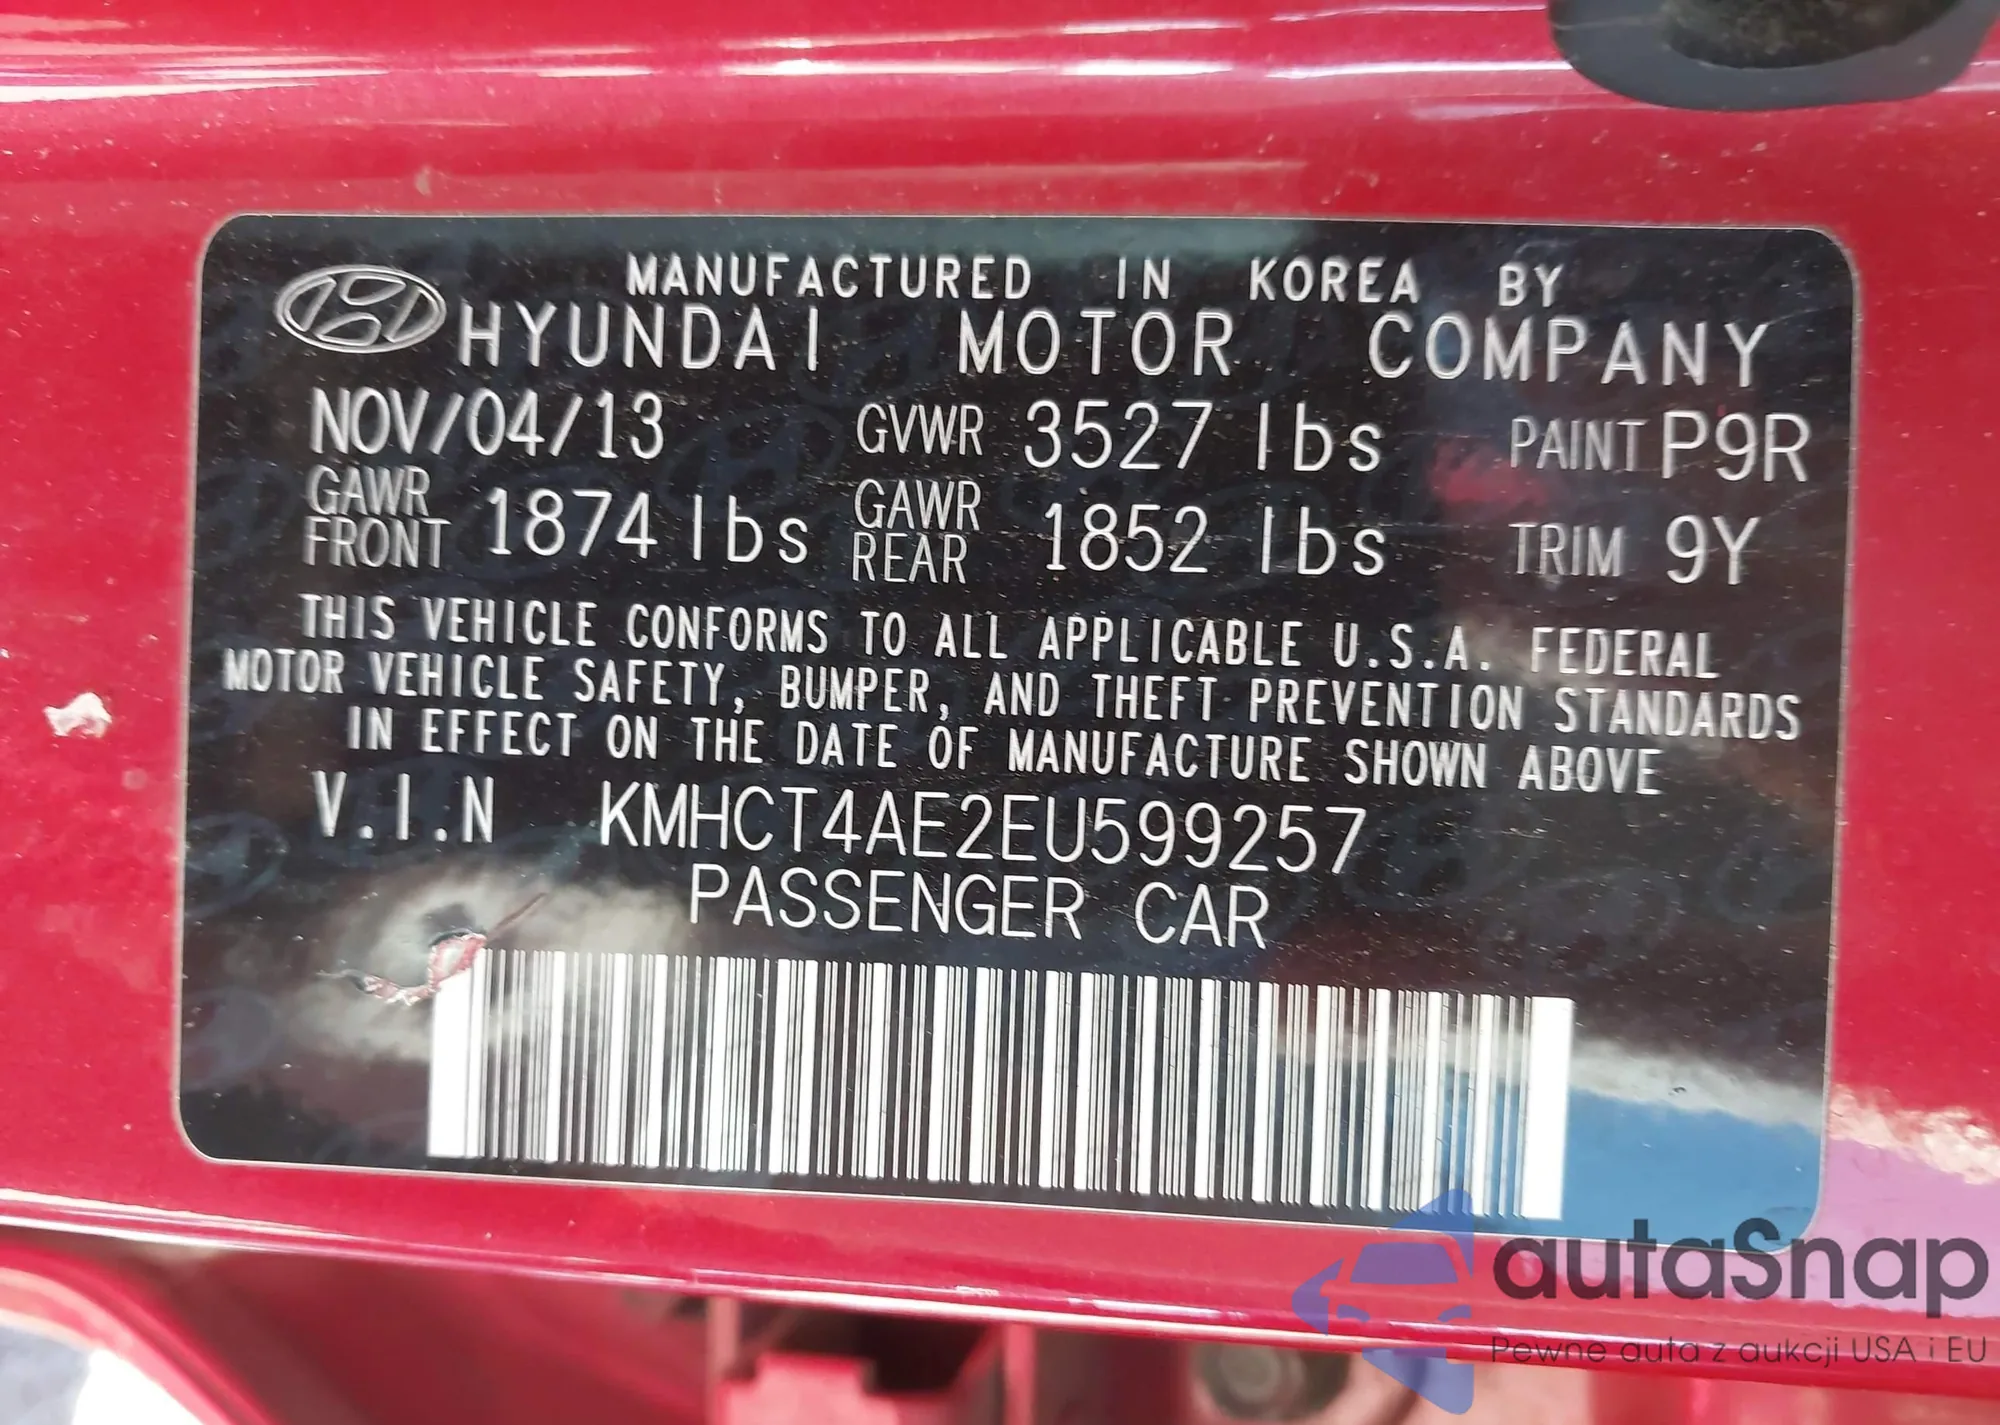 MANUFACTURED IN KOREA BY
HYUNDAI MOTOR COMPANY
NOV/04/13 GVWR 3527 lbs PAINT P9R
GAWR FRONT 1874 lbs GAWR REAR 1852 lbs TRIM 9Y
THIS VEHICLE CONFORMS TO ALL APPLICABLE U.S.A. FEDERAL
MOTOR VEHICLE SAFETY, BUMPER, AND THEFT PREVENTION STANDARDS
IN EFFECT ON THE DATE OF MANUFACTURE SHOWN ABOVE
V.I.N KMHCT4AE2EU599257
PASSENGER CAR
autaSnap
Pewne auta z aukcji USA i EU